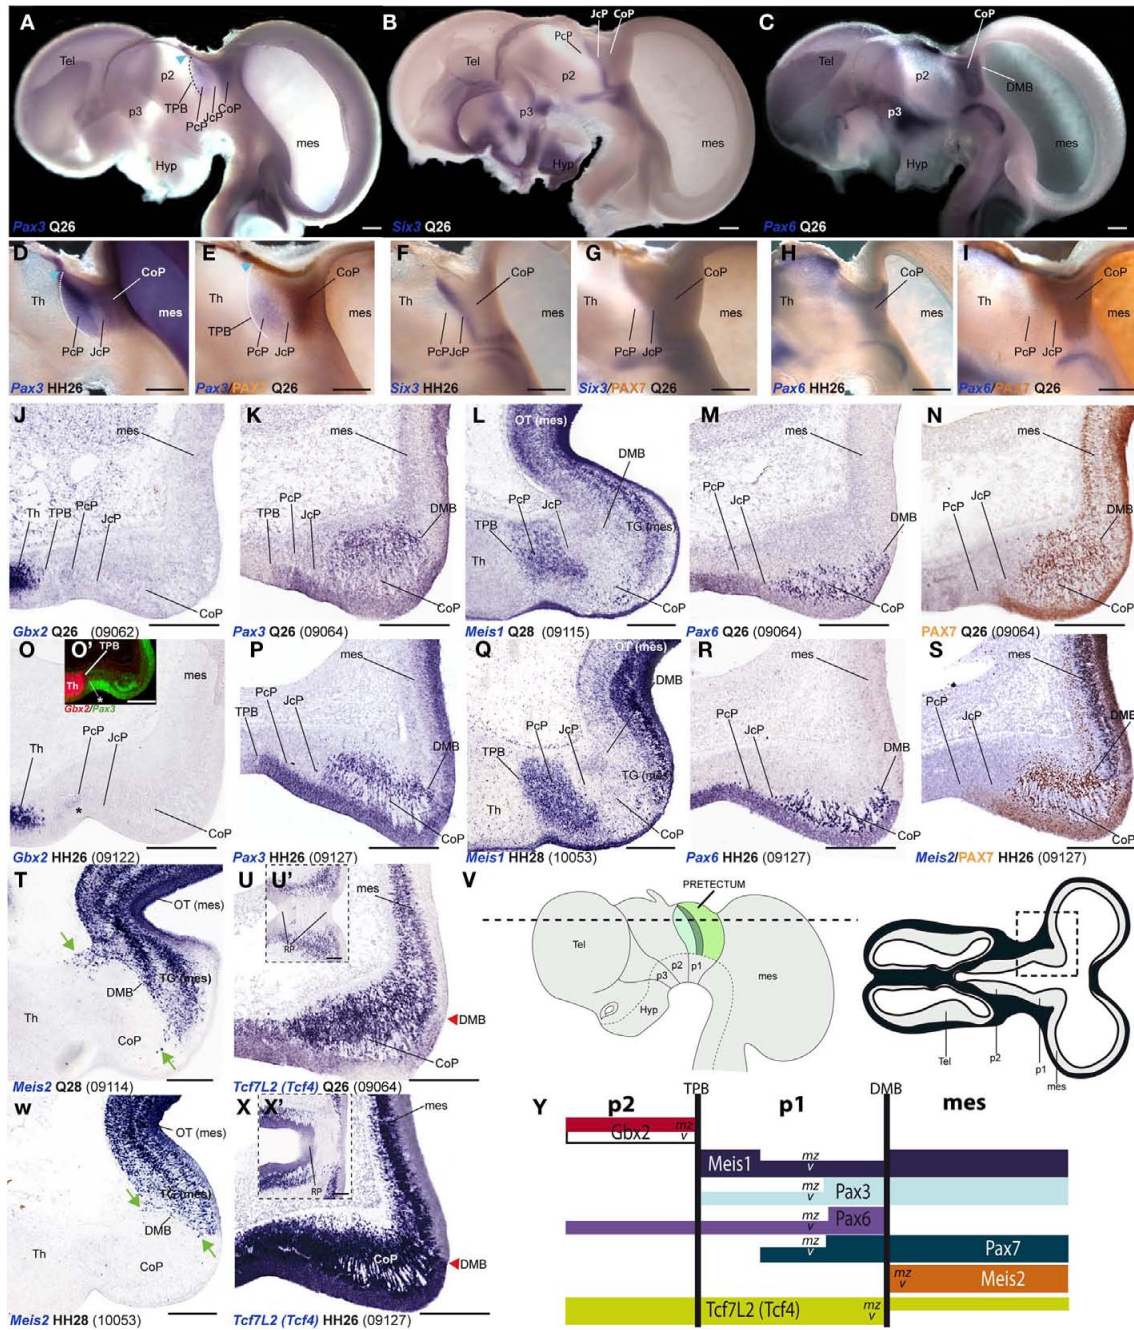 A
Tel
p2
p3
TPB
PcP
JcP
CoP
Hyp
mes
Pax3 Q26
B
JcP
CoP
PcP
Tel
p2
p3
Hyp
mes
Six3 Q26
C
CoP
Tel
p2
DMB
p3
Hyp
mes
Pax6 Q26
D
CoP
Th
mes
PcP JcP
Pax3 HH26
E
CoP
Th
TPB
mes
PcP JcP
Pax3/PAX7 Q26
F
CoP
Th
mes
PcP JcP
Six3 HH26
G
CoP
Th
mes
PcP JcP
Six3/PAX7 Q26
H
CoP
Th
mes
Pax6 HH26
I
CoP
Th
mes
PcP JcP
Pax6/PAX7 Q26
J
mes
PcP
Th TPB
JcP
CoP
Gbx2 Q26 (09062)
K
mes
PcP
TPB
JcP
DMB
CoP
Pax3 Q26 (09064)
L
OT (mes)
DMB
PcP
JcP
TPB
TG (mes)
Th
CoP
Meis1 Q28 (09115)
M
mes
PcP
JcP
DMB
CoP
Pax6 Q26 (09064)
N
mes
JcP
PcP
DMB
CoP
PAX7 Q26 (09064)
O
O'
TPB
Th
*
Gbx2/Pax3
mes
PcP
JcP
Th
*
CoP
Gbx2 HH26 (09122)
P
mes
PcP
JcP
TPB
DMB
CoP
Pax3 HH26 (09127)
Q
OT (mes)
DMB
PcP
JcP
TPB
TG (mes)
Th
CoP
Meis1 HH28 (10053)
R
mes
PcP
JcP
DMB
CoP
Pax6 HH26 (09127)
S
mes
PcP
JcP
DMB
CoP
Meis2/PAX7 HH26 (09127)
T
OT (mes)
TG (mes)
DMB
Th
CoP
Meis2 Q28 (09114)
U
U'
RP
mes
DMB
CoP
Tcf7L2 (Tcf4) Q26 (09064)
V
PRETECTUM
Tel
p3
p2
p1
mes
Hyp
Tel
p2
p1
mes
W
OT (mes)
TG (mes)
DMB
Th
CoP
Meis2 HH28 (10053)
X
X'
RP
mes
CoP
DMB
Tcf7L2 (Tcf4) HH26 (09127)
Y
TPB
DMB
p2
p1
mes
Gbx2
mz
v
Meis1
mz
v
mz
v
Pax3
mz
v
Pax6
mz
v
Pax7
mz
v
Meis2
Tcf7L2 (Tcf4)
mz
v